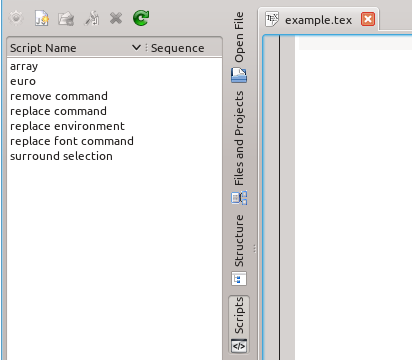 Script Name Sequence
array
euro
remove command
replace command
replace environment
replace font command
surround selection
Open File
Files and Projects
Structure
Scripts
example.tex